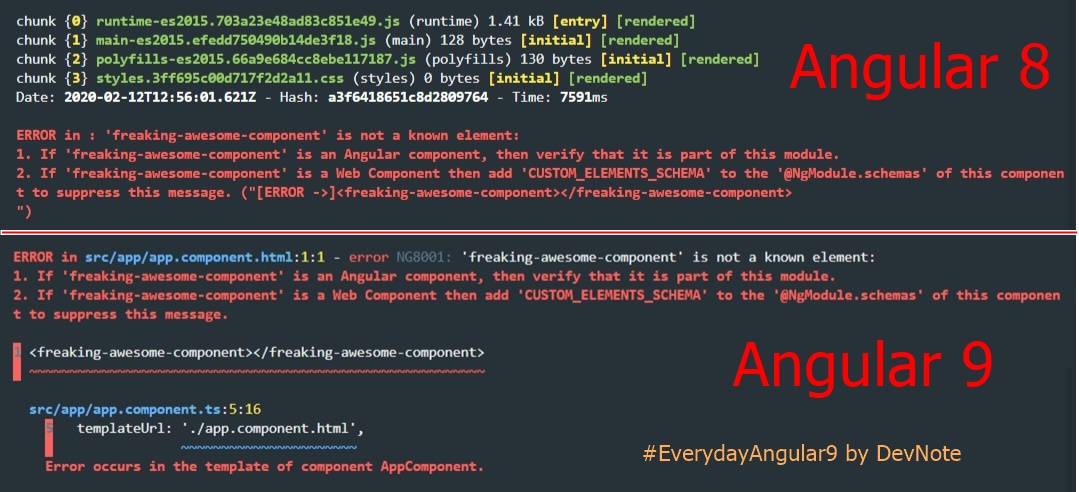 chunk {0} runtime-es2015.703a23e48ad83c851e49.js (runtime) 1.41 kB [entry] [rendered]
chunk {1} main-es2015.efedd750490b14de3f18.js (main) 128 bytes [initial] [rendered]
chunk {2} polyfills-es2015.66a9e684cc8ebe117187.js (polyfills) 130 bytes [initial] [rendered]
chunk {3} styles.3ff695c00d717f2d2a11.css (styles) 0 bytes [initial] [rendered]
Date: 2020-02-12T12:56:01.621Z - Hash: a3f6418651c8d2809764 - Time: 7591ms
Angular 8
ERROR in : 'freaking-awesome-component' is not a known element:
1. If 'freaking-awesome-component' is an Angular component, then verify that it is part of this module.
2. If 'freaking-awesome-component' is a Web Component then add 'CUSTOM_ELEMENTS_SCHEMA' to the '@NgModule.schemas' of this componen
t to suppress this message. ("[ERROR ->]<freaking-awesome-component></freaking-awesome-component>
")
ERROR in src/app/app.component.html:1:1 - error NG8001: 'freaking-awesome-component' is not a known element:
1. If 'freaking-awesome-component' is an Angular component, then verify that it is part of this module.
2. If 'freaking-awesome-component' is a Web Component then add 'CUSTOM_ELEMENTS_SCHEMA' to the '@NgModule.schemas' of this componen
t to suppress this message.
1 <freaking-awesome-component></freaking-awesome-component>
~~~~~~~~~~~~~~~~~~~~~~~~~~~~~~~~~~~~~~~~~~~~~~~~~~~~~~~~~
Angular 9
src/app/app.component.ts:5:16
5 templateUrl: './app.component.html',
~~~~~~~~~~~~~~~~~~~~~~
Error occurs in the template of component AppComponent.
#EverydayAngular9 by DevNote